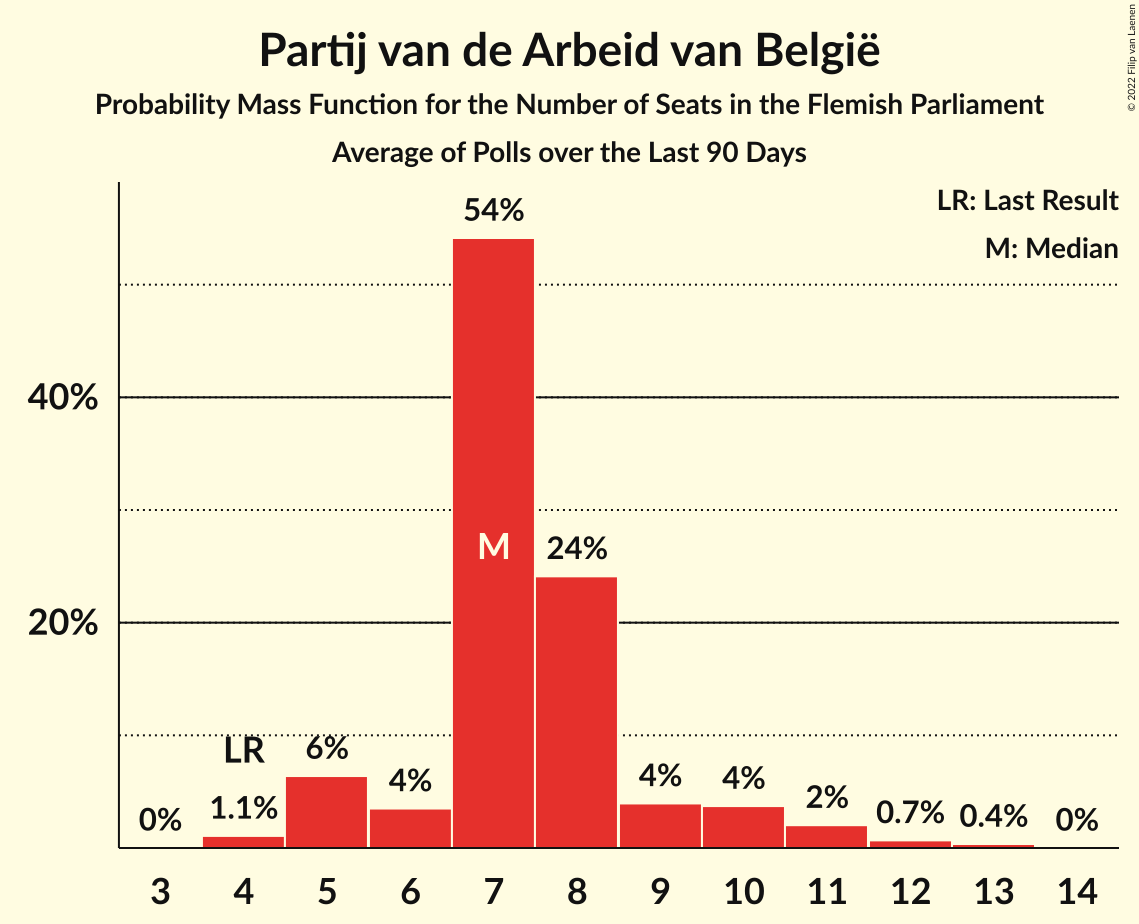 Partij van de Arbeid van België
Probability Mass Function for the Number of Seats in the Flemish Parliament
Average of Polls over the Last 90 Days
© 2022 Filip van Laenen
LR: Last Result
M: Median
54%
40%
M
24%
20%
LR
6%
4%
4%
4%
2%
0%
1.1%
0.7%
0.4%
0%
3 4 5 6 7 8 9 10 11 12 13 14